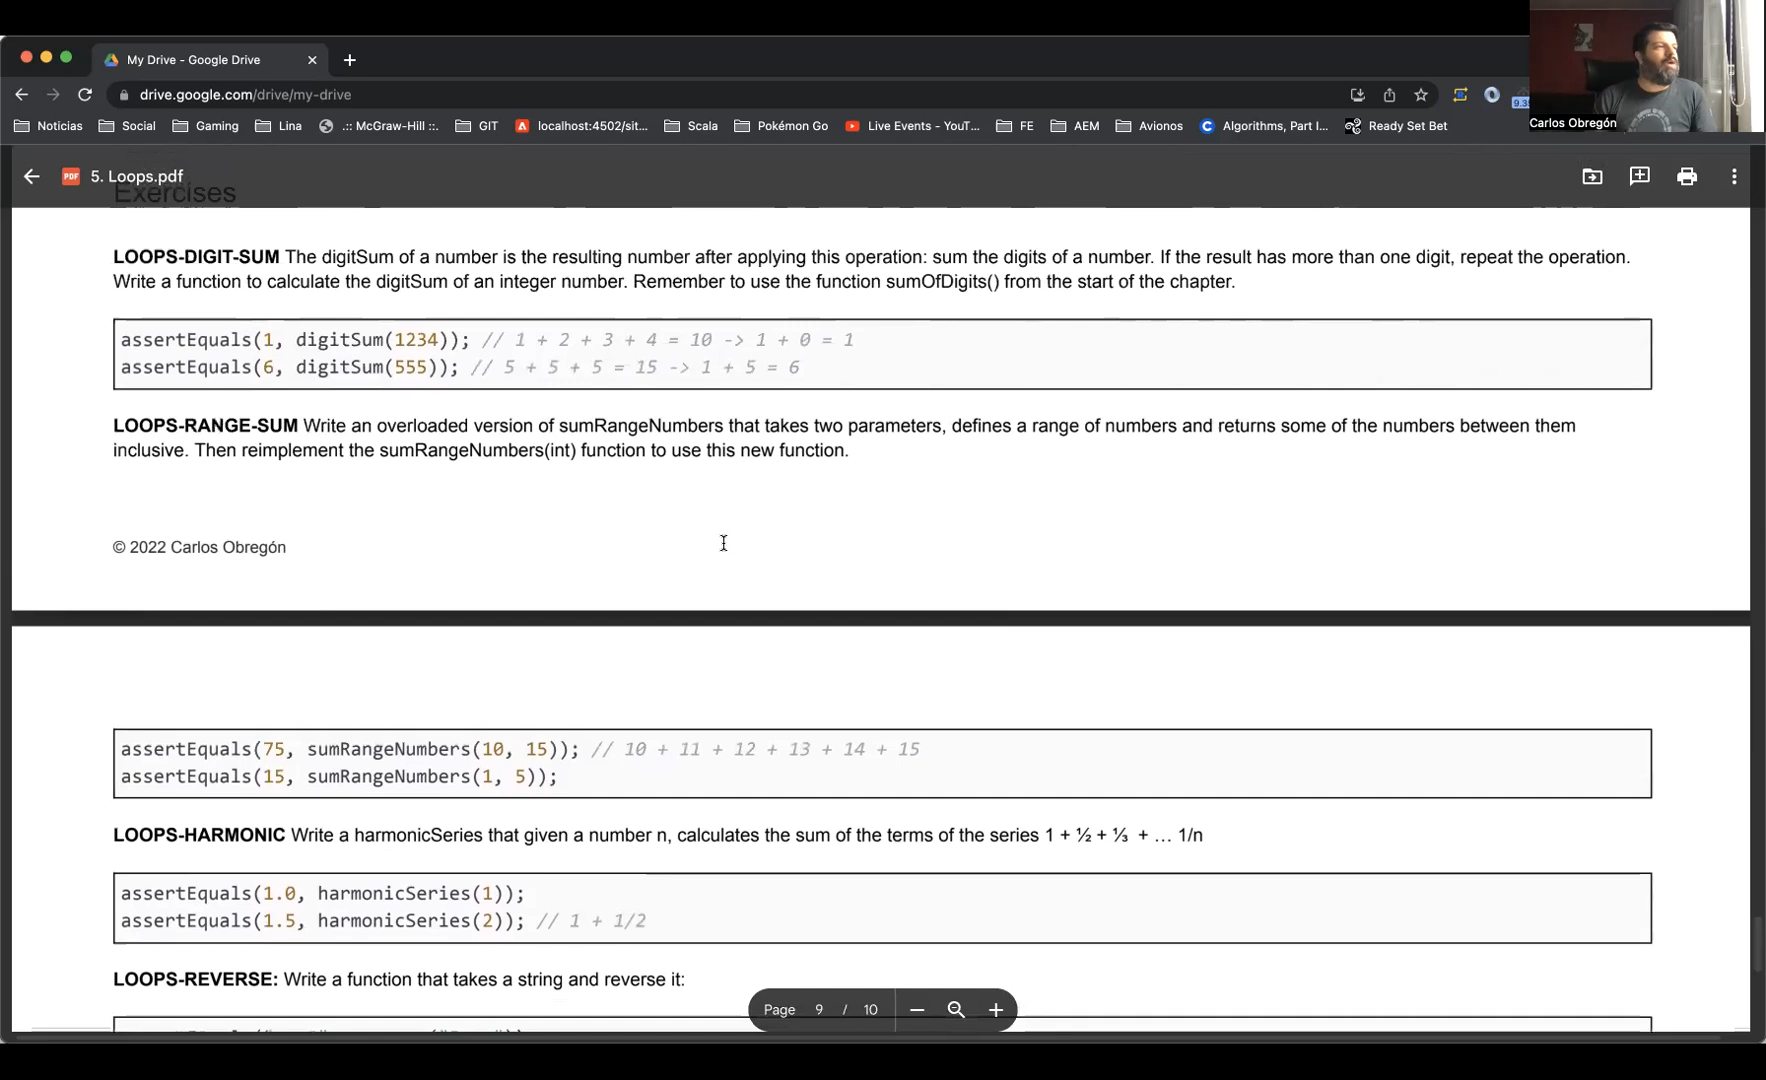 My Drive - Google Drive
drive.google.com/drive/my-drive
Noticias Social Gaming Lina .:: McGraw-Hill ::. GIT localhost:4502/sit... Scala Pokémon Go Live Events - YouT... FE AEM Avionos Algorithms, Part I... Ready Set Bet
Carlos Obregón
PDF 5. Loops.pdf
Exercises
LOOPS-DIGIT-SUM The digitSum of a number is the resulting number after applying this operation: sum the digits of a number. If the result has more than one digit, repeat the operation.
Write a function to calculate the digitSum of an integer number. Remember to use the function sumOfDigits() from the start of the chapter.
assertEquals(1, digitSum(1234)); // 1 + 2 + 3 + 4 = 10 -> 1 + 0 = 1
assertEquals(6, digitSum(555)); // 5 + 5 + 5 = 15 -> 1 + 5 = 6
LOOPS-RANGE-SUM Write an overloaded version of sumRangeNumbers that takes two parameters, defines a range of numbers and returns some of the numbers between them
inclusive. Then reimplement the sumRangeNumbers(int) function to use this new function.
© 2022 Carlos Obregón
assertEquals(75, sumRangeNumbers(10, 15)); // 10 + 11 + 12 + 13 + 14 + 15
assertEquals(15, sumRangeNumbers(1, 5));
LOOPS-HARMONIC Write a harmonicSeries that given a number n, calculates the sum of the terms of the series 1 + ½ + ⅓ + … 1/n
assertEquals(1.0, harmonicSeries(1));
assertEquals(1.5, harmonicSeries(2)); // 1 + 1/2
LOOPS-REVERSE: Write a function that takes a string and reverse it:
Page 9 / 10